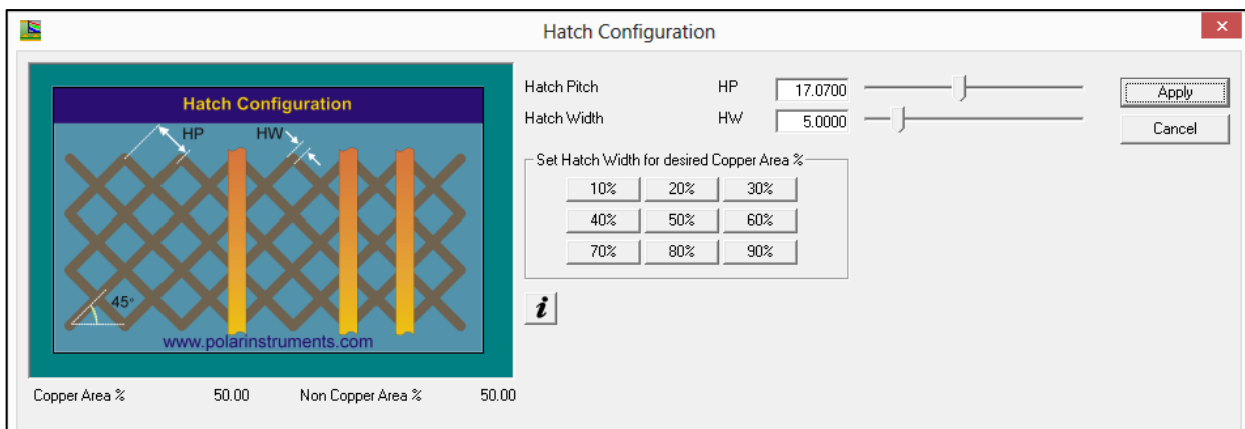 Hatch Configuration
Hatch Configuration
HP HW
45°
www.polarinstruments.com
Copper Area % 50.00 Non Copper Area % 50.00
Hatch Pitch HP 17.0700
Hatch Width HW 5.0000
Set Hatch Width for desired Copper Area %
10% 20% 30%
40% 50% 60%
70% 80% 90%
i
Apply
Cancel